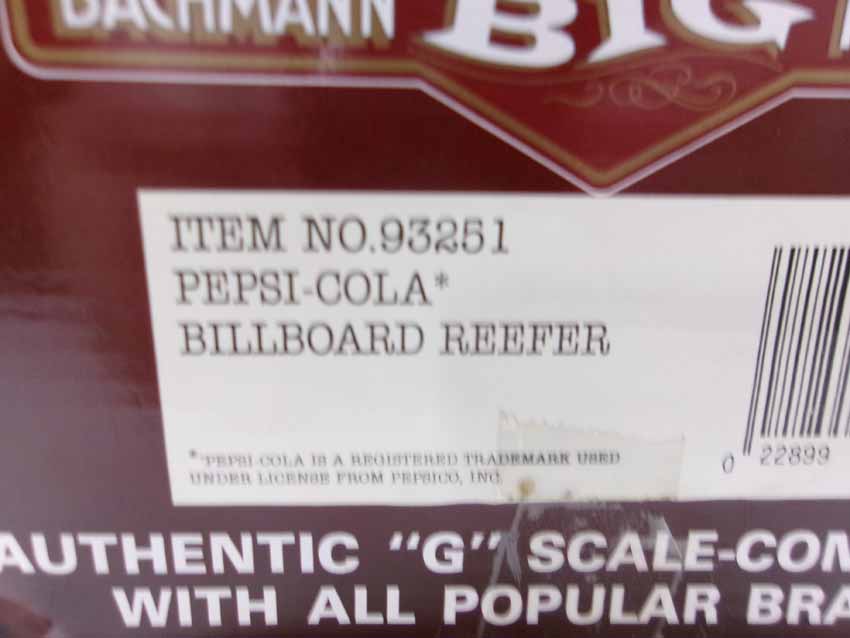 BACHMANN BIG
ITEM NO.93251
PEPSI-COLA*
BILLBOARD REEFER
*PEPSI-COLA IS A REGISTERED TRADEMARK USED
UNDER LICENSE FROM PEPSICO, INC.
0 22899
AUTHENTIC "G" SCALE-COM
WITH ALL POPULAR BRA